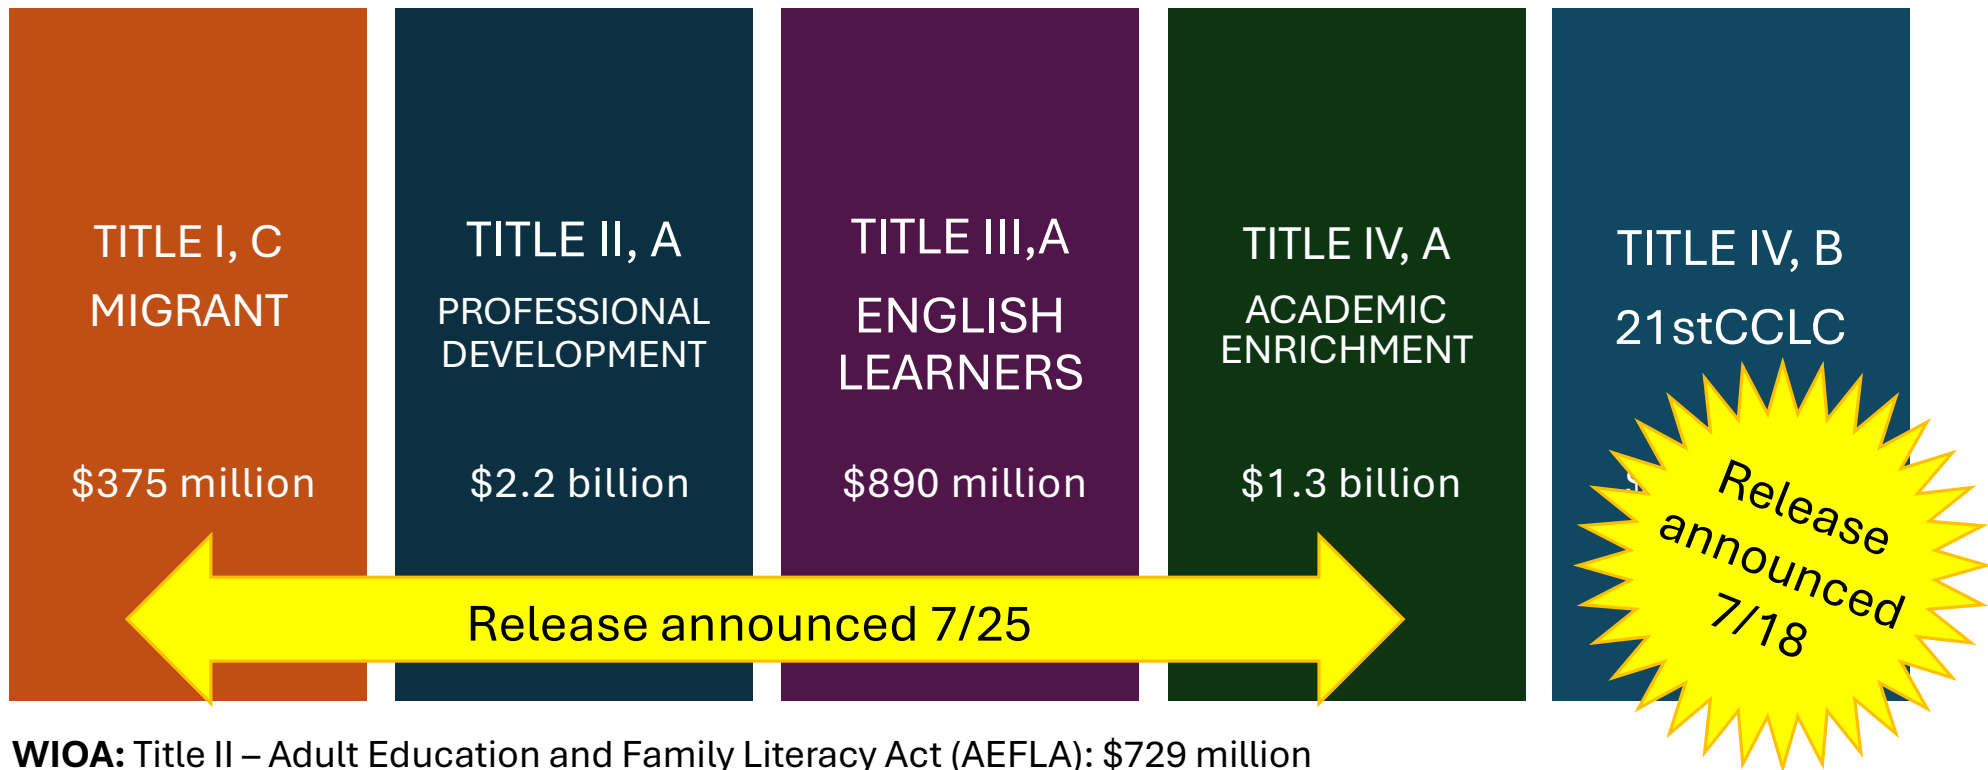 TITLE I, C
MIGRANT
$375 million
TITLE II, A
PROFESSIONAL
DEVELOPMENT
$2.2 billion
TITLE III,A
ENGLISH
LEARNERS
$890 million
TITLE IV, A
ACADEMIC
ENRICHMENT
$1.3 billion
TITLE IV, B
21stCCLC
$
Release
announced
7/18
Release announced 7/25
WIOA: Title II – Adult Education and Family Literacy Act (AEFLA): $729 million